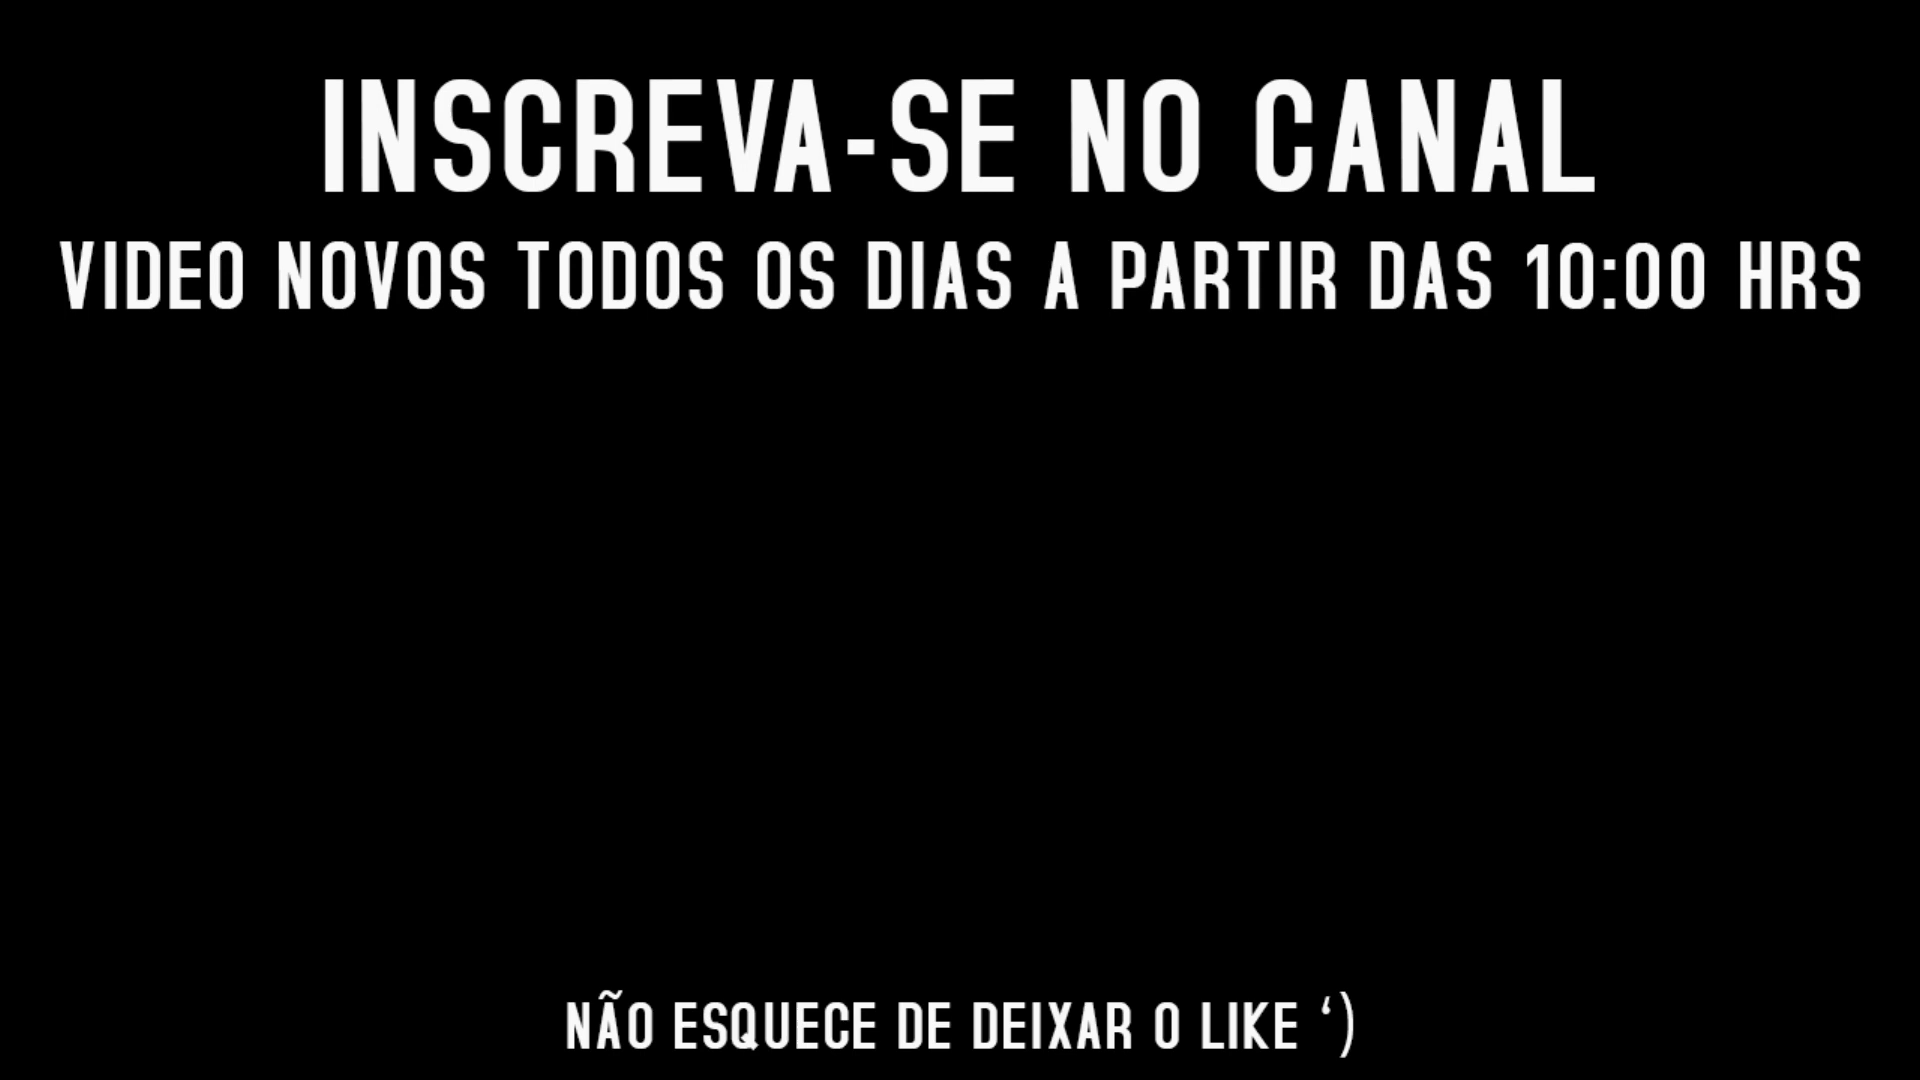 INSCREVA-SE NO CANAL
VIDEO NOVOS TODOS OS DIAS A PARTIR DAS 10:00 HRS
NÃO ESQUECE DE DEIXAR O LIKE ‘)